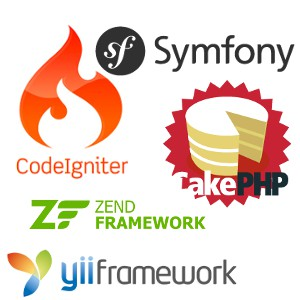 sf Symfony
CodeIgniter
CakePHP
ZF ZEND
FRAMEWORK
yiiframework